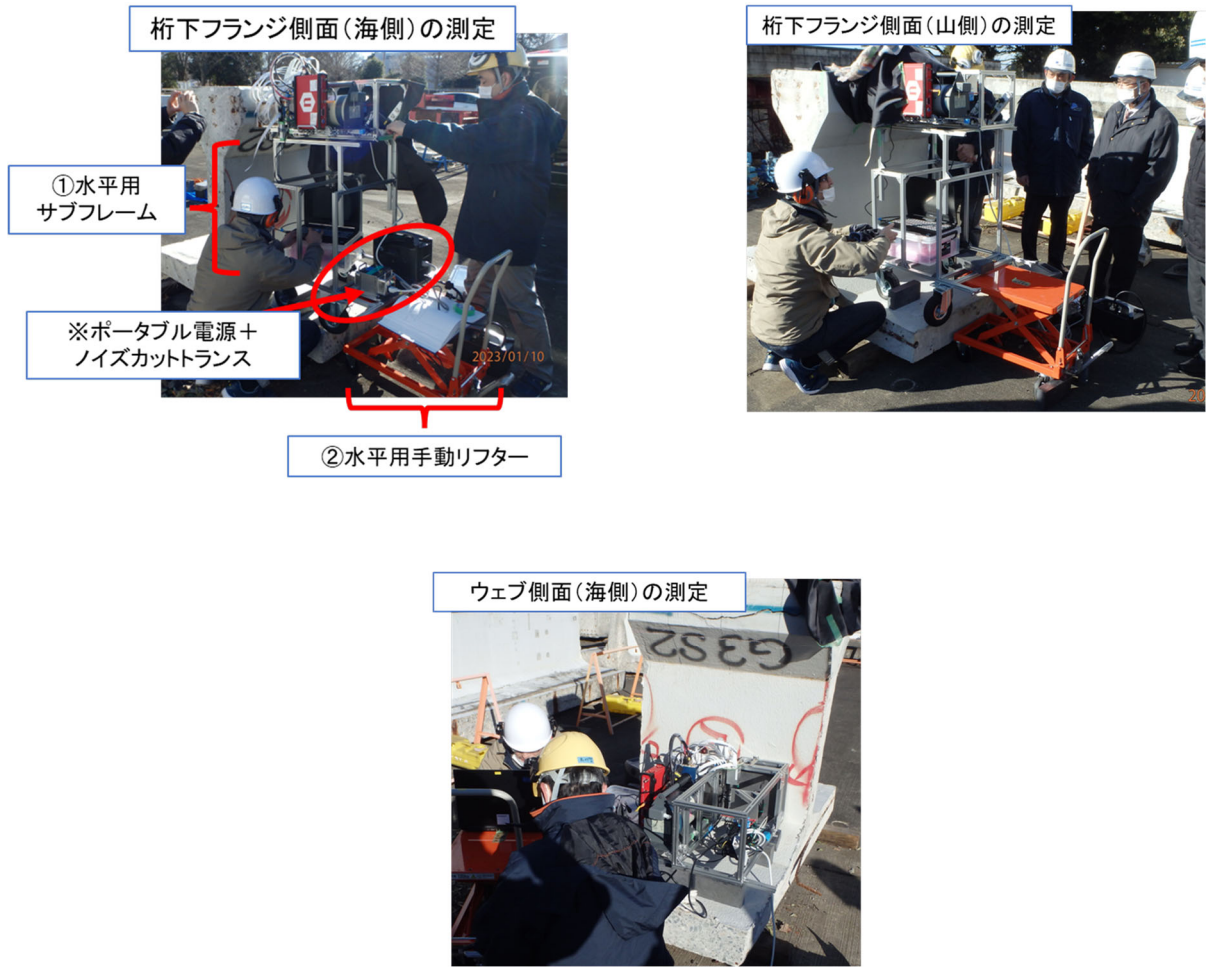 桁下フランジ側面(海側)の測定
桁下フランジ側面(山側)の測定
①水平用
サブフレーム
※ポータブル電源+
ノイズカットトランス
2023/01/10
20
②水平用手動リフター
ウェブ側面(海側)の測定
G3S2